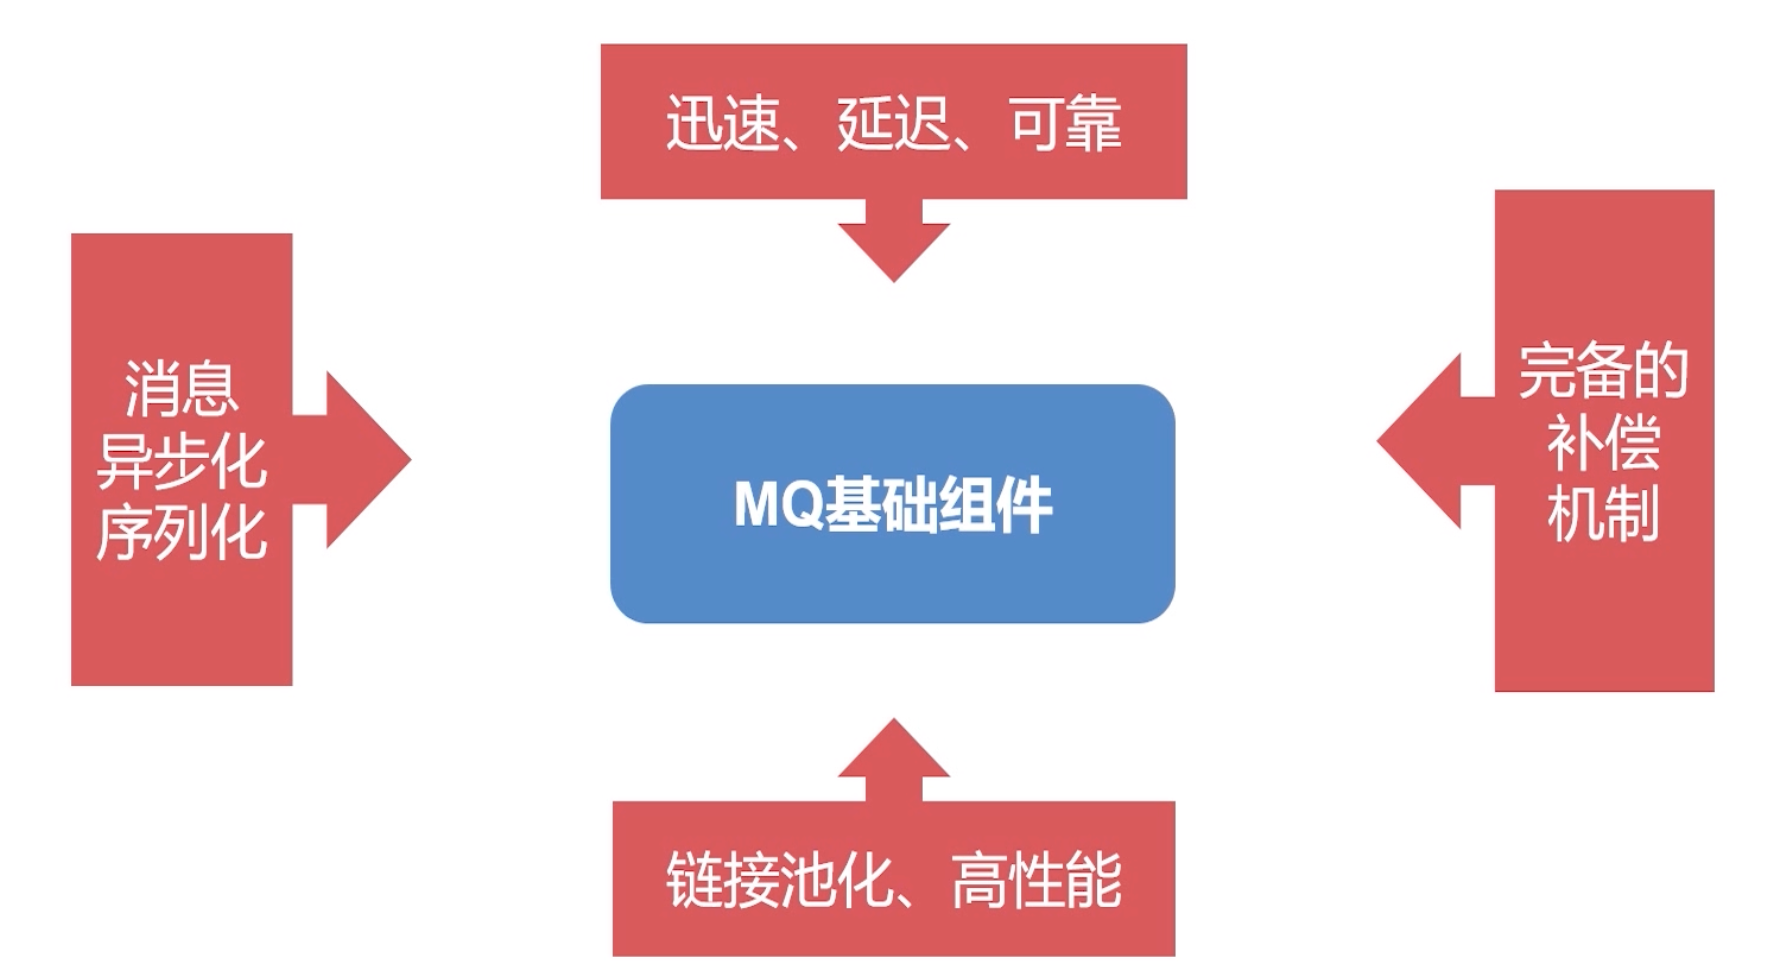 迅速、延迟、可靠
消息
异步化
序列化
MQ基础组件
完备的
补偿
机制
链接池化、高性能